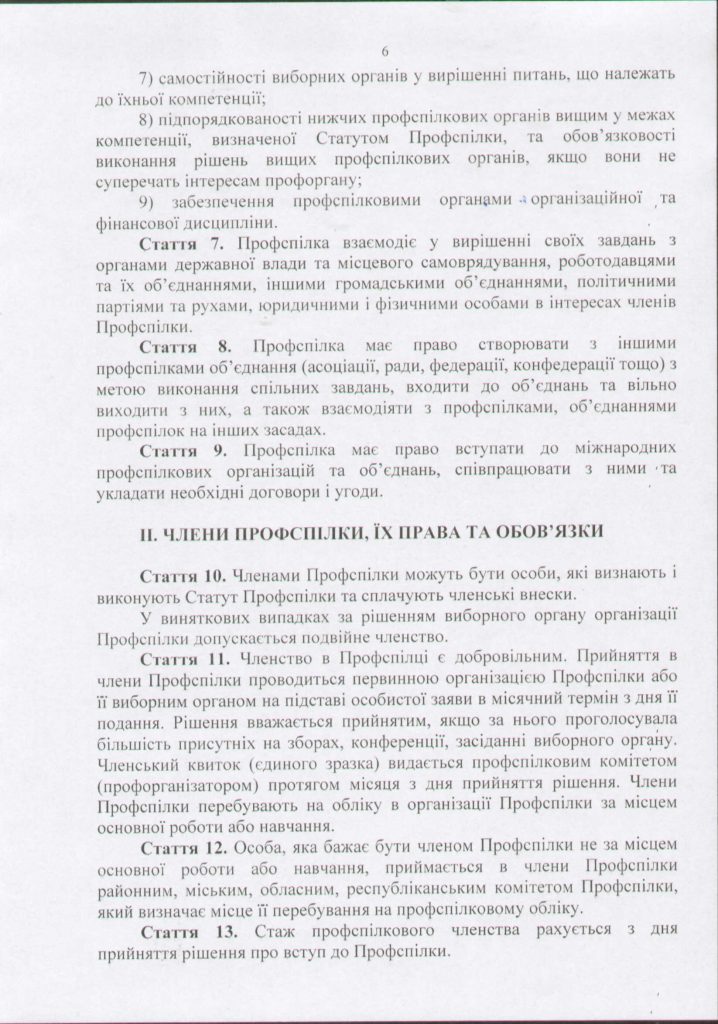 6
7) самостійності виборних органів у вирішенні питань, що належать
до їхньої компетенції;
8) підпорядкованості нижчих профспілкових органів вищим у межах
компетенції, визначеної Статутом Профспілки, та обов’язковості
виконання рішень вищих профспілкових органів, якщо вони не
суперечать інтересам профоргану;
9) забезпечення профспілковими органами організаційної та
фінансової дисципліни.
Стаття 7. Профспілка взаємодіє у вирішенні своїх завдань з
органами державної влади та місцевого самоврядування, роботодавцями
та їх об’єднаннями, іншими громадськими об’єднаннями, політичними
партіями та рухами, юридичними і фізичними особами в інтересах членів
Профспілки.
Стаття 8. Профспілка має право створювати з іншими
профспілками об’єднання (асоціації, ради, федерації, конфедерації тощо) з
метою виконання спільних завдань, входити до об’єднань та вільно
виходити з них, а також взаємодіяти з профспілками, об’єднаннями
профспілок на інших засадах.
Стаття 9. Профспілка має право вступати до міжнародних
профспілкових організацій та об’єднань, співпрацювати з ними та
укладати необхідні договори і угоди.
ІІ. ЧЛЕНИ ПРОФСПІЛКИ, ЇХ ПРАВА ТА ОБОВ’ЯЗКИ
Стаття 10. Членами Профспілки можуть бути особи, які визнають і
виконують Статут Профспілки та сплачують членські внески.
У виняткових випадках за рішенням виборного органу організації
Профспілки допускається подвійне членство.
Стаття 11. Членство в Профспілці є добровільним. Прийняття в
члени Профспілки проводиться первинною організацією Профспілки або
її виборним органом на підставі особистої заяви в місячний термін з дня її
подання. Рішення вважається прийнятим, якщо за нього проголосувала
більшість присутніх на зборах, конференції, засіданні виборного органу.
Членський квиток (єдиного зразка) видається профспілковим комітетом
(профорганізатором) протягом місяця з дня прийняття рішення. Члени
Профспілки перебувають на обліку в організації Профспілки за місцем
основної роботи або навчання.
Стаття 12. Особа, яка бажає бути членом Профспілки не за місцем
основної роботи або навчання, приймається в члени Профспілки
районним, міським, обласним, республіканським комітетом Профспілки,
який визначає місце її перебування на профспілковому обліку.
Стаття 13. Стаж профспілкового членства рахується з дня
прийняття рішення про вступ до Профспілки.